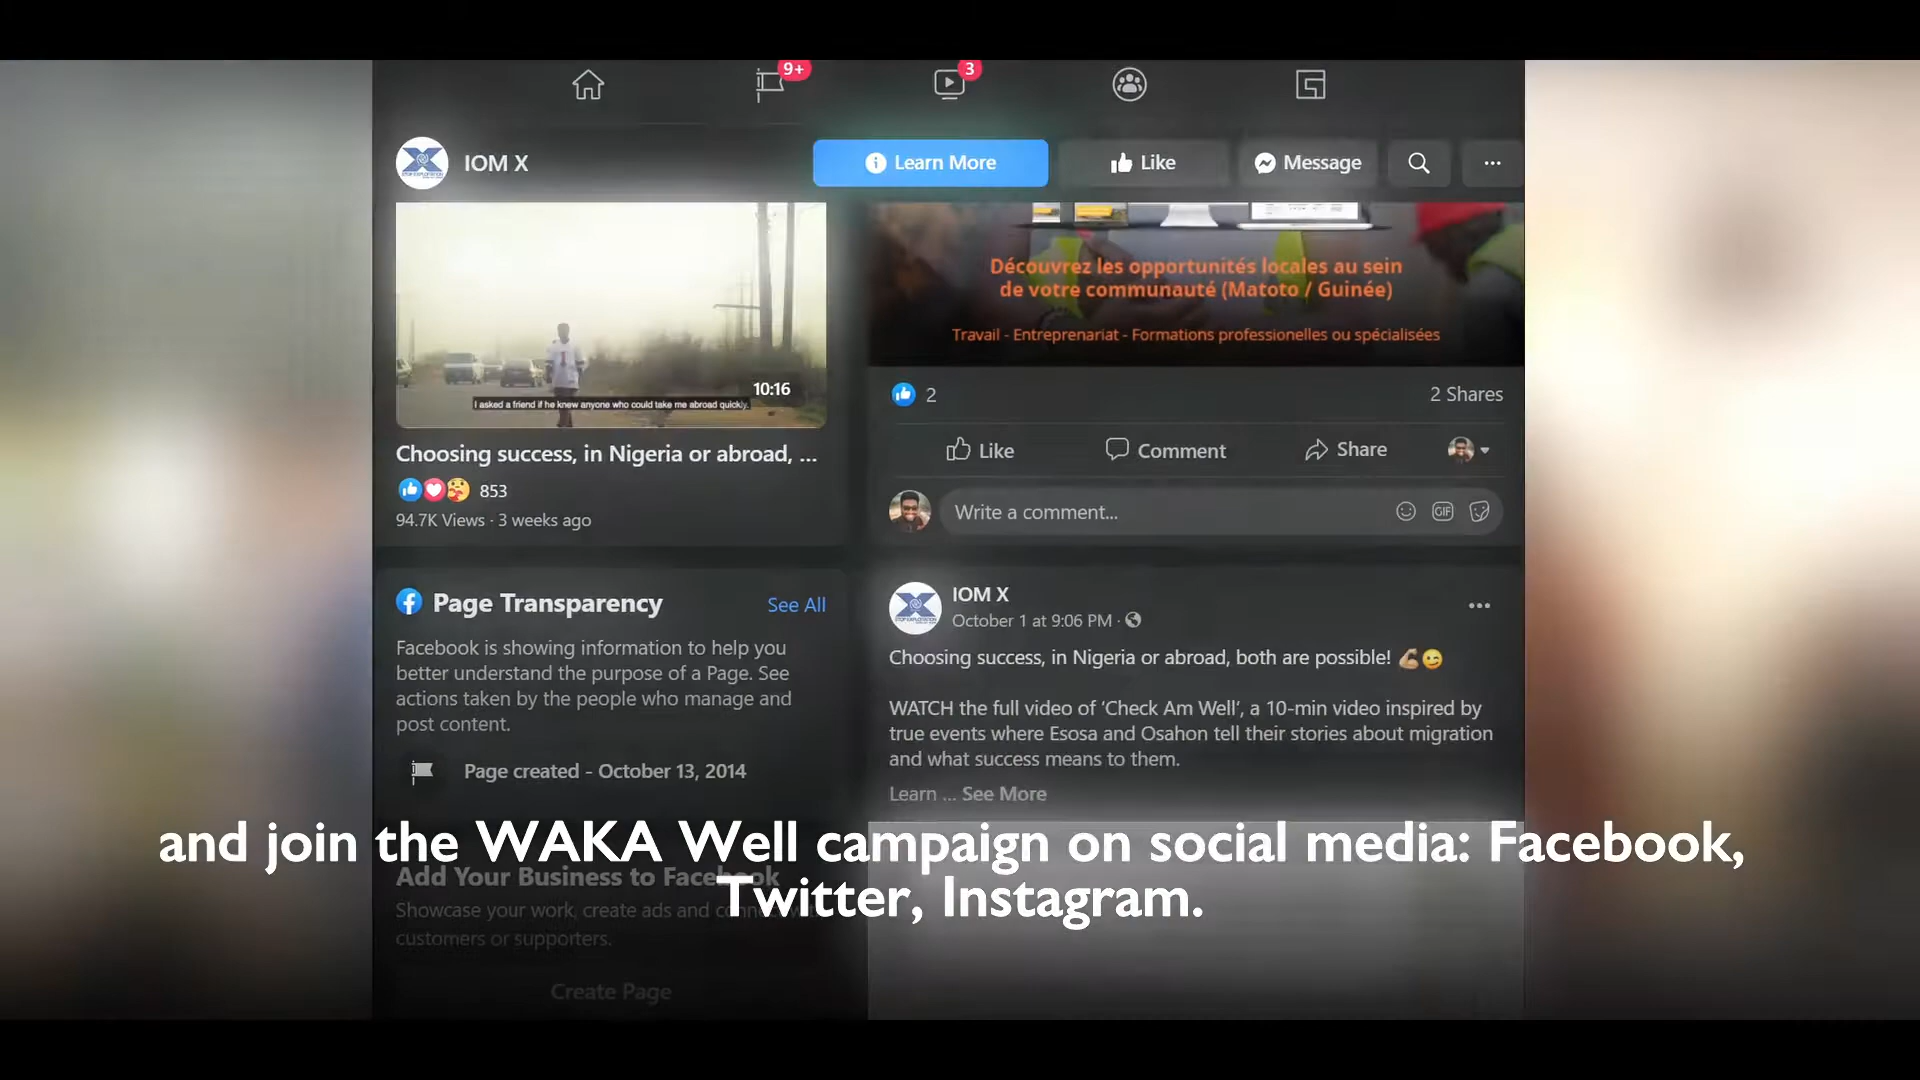 9+
3
IOM X
Learn More
Like
Message
10:16
I asked a friend if he knew anyone who could take me abroad quickly.
Choosing success, in Nigeria or abroad, ...
853
94.7K Views · 3 weeks ago
Page Transparency
See All
Facebook is showing information to help you
better understand the purpose of a Page. See
actions taken by the people who manage and
post content.
Page created - October 13, 2014
Add Your Business to Facebook
Showcase your work, create ads and connect with
customers or supporters.
Create Page
Découvrez les opportunités locales au sein
de votre communauté (Matoto / Guinée)
Travail - Entreprenariat - Formations professionelles ou spécialisées
2
2 Shares
Like
Comment
Share
Write a comment...
GIF
IOM X
October 1 at 9:06 PM ·
Choosing success, in Nigeria or abroad, both are possible! 💪😉
WATCH the full video of ‘Check Am Well’, a 10-min video inspired by
true events where Esosa and Osahon tell their stories about migration
and what success means to them.
Learn ... See More
and join the WAKA Well campaign on social media: Facebook,
Twitter, Instagram.